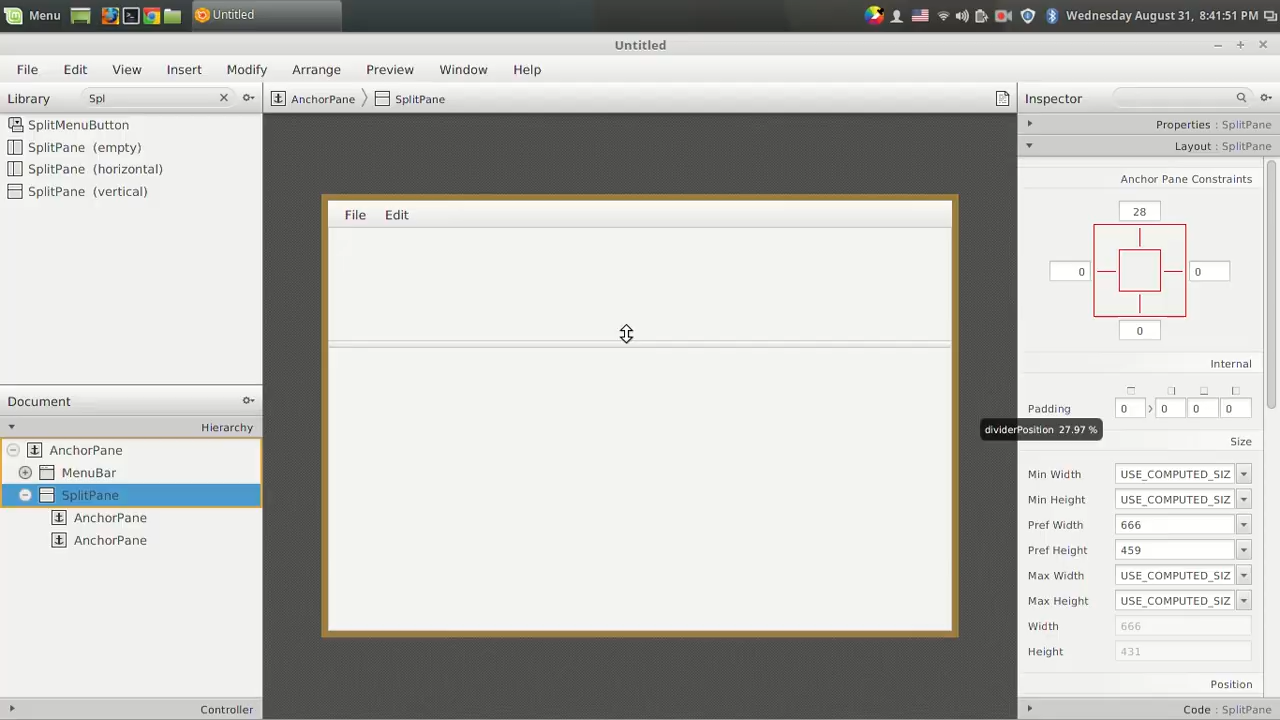 Menu
Untitled
Wednesday August 31, 8:41:51 PM
Untitled
File Edit View Insert Modify Arrange Preview Window Help
Library
Spl
SplitMenuButton
SplitPane (empty)
SplitPane (horizontal)
SplitPane (vertical)
Document
Hierarchy
AnchorPane
MenuBar
SplitPane
AnchorPane
AnchorPane
Controller
AnchorPane
SplitPane
File Edit
dividerPosition 27.97 %
Inspector
Properties : SplitPane
Layout : SplitPane
Anchor Pane Constraints
28
0
0
0
Internal
Padding 0 0 0 0
Size
Min Width USE_COMPUTED_SIZ
Min Height USE_COMPUTED_SIZ
Pref Width 666
Pref Height 459
Max Width USE_COMPUTED_SIZ
Max Height USE_COMPUTED_SIZ
Width 666
Height 431
Position
Code : SplitPane